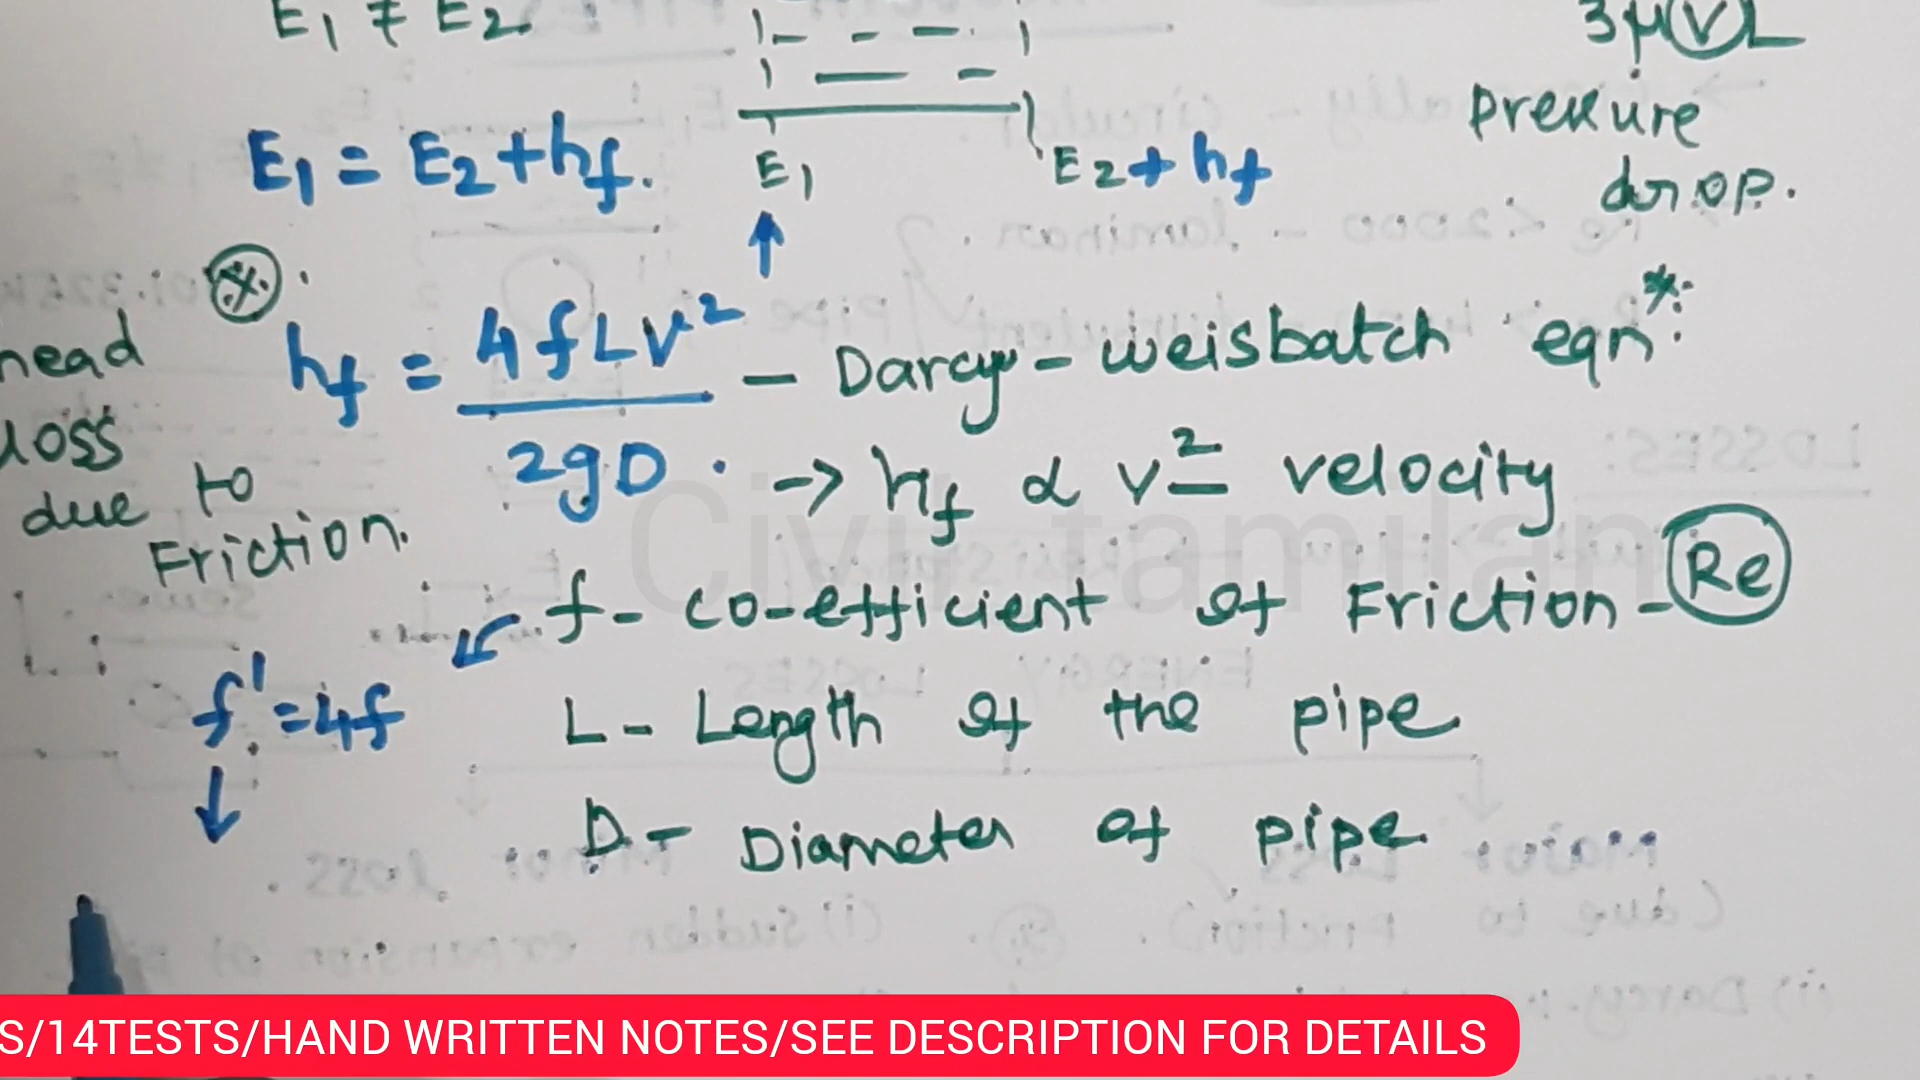 E₁ ≠ E₂
3μVL
pressure
drop.
E₁ = E₂ + hf.
E₁
E₂ + hf
head
loss
due to
Friction.
hf = 4fLV² / 2gD - Darcy - weisbatch eqn*:
→ hf α V² velocity
f - co-efficient of Friction - Re
f' = 4f
L - Length of the pipe
D - Diameter of pipe
Civil tamilan
S/14TESTS/HAND WRITTEN NOTES/SEE DESCRIPTION FOR DETAILS